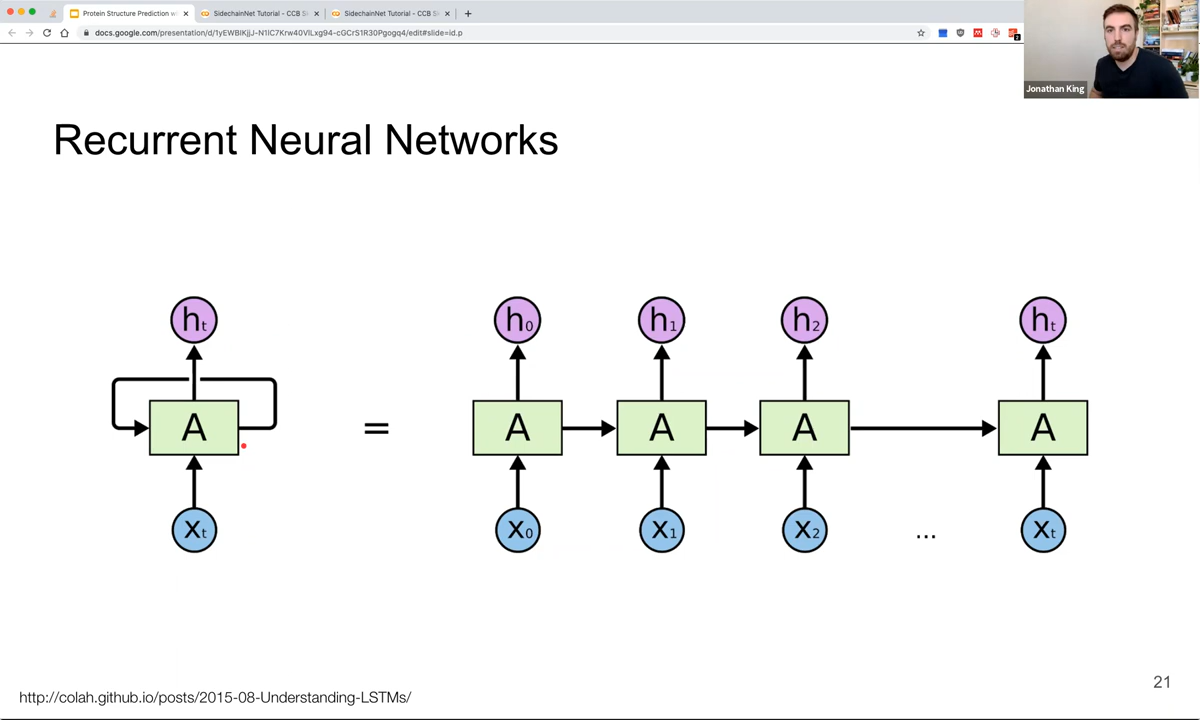 Protein Structure Prediction wi
SidechainNet Tutorial - CCB S
SidechainNet Tutorial - CCB S
docs.google.com/presentation/d/1yEWBIKjjJ-N1lC7Krw40VlLxg94-cGCrS1R30Pgogq4/edit#slide=id.p
Jonathan King
Recurrent Neural Networks
ht h0 h1 h2 ht
A = A A A A
xt x0 x1 x2 ... xt
21
http://colah.github.io/posts/2015-08-Understanding-LSTMs/